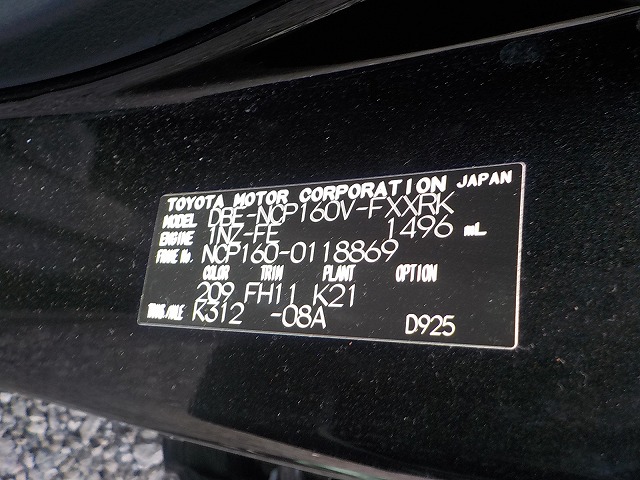 TOYOTA MOTOR CORPORATION JAPAN
MODEL DBE-NCP160V-FXXRK
ENGINE 1NZ-FE 1496 mL
FRAME No. NCP160-0118869
COLOR TRIM PLANT OPTION
209 FH11 K21
TRANS/AXLE K312 -08A D925